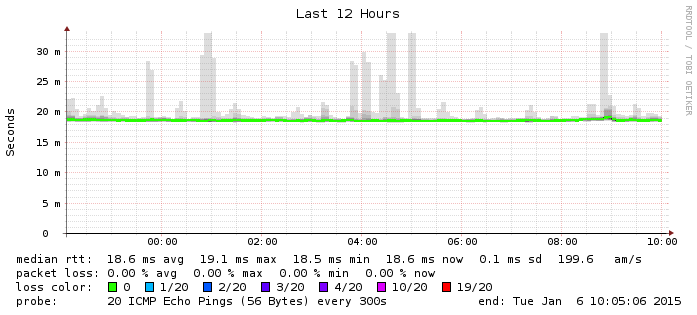 Last 12 Hours
RRDTOOL / TOBI OETIKER
Seconds
30 m
25 m
20 m
15 m
10 m
5 m
0
00:00 02:00 04:00 06:00 08:00 10:00
median rtt: 18.6 ms avg 19.1 ms max 18.5 ms min 18.6 ms now 0.1 ms sd 199.6 am/s
packet loss: 0.00 % avg 0.00 % max 0.00 % min 0.00 % now
loss color: 0 1/20 2/20 3/20 4/20 10/20 19/20
probe: 20 ICMP Echo Pings (56 Bytes) every 300s end: Tue Jan 6 10:05:06 2015